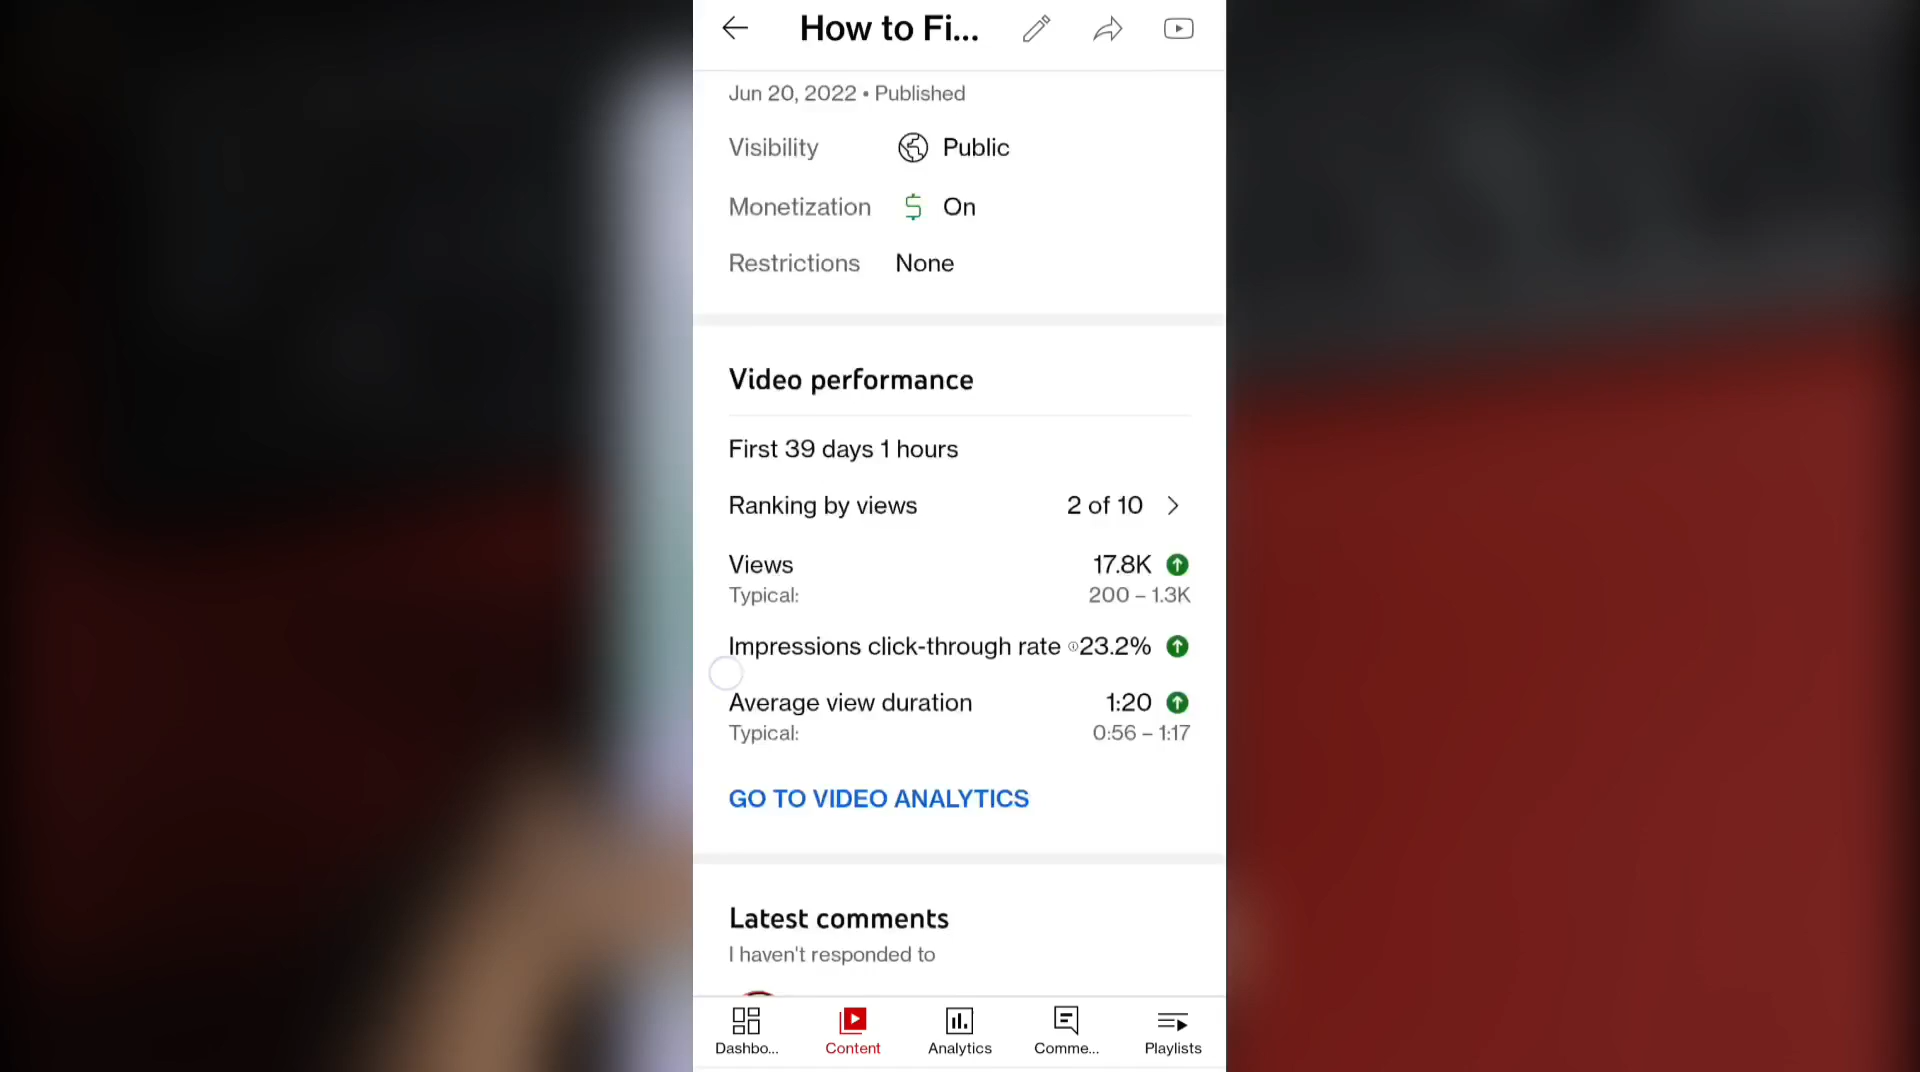 How to Fi...
Jun 20, 2022 • Published
Visibility Public
Monetization On
Restrictions None
Video performance
First 39 days 1 hours
Ranking by views 2 of 10
Views 17.8K
Typical: 200 – 1.3K
Impressions click-through rate 23.2%
Average view duration 1:20
Typical: 0:56 – 1:17
GO TO VIDEO ANALYTICS
Latest comments
I haven't responded to
Dashbo... Content Analytics Comme... Playlists